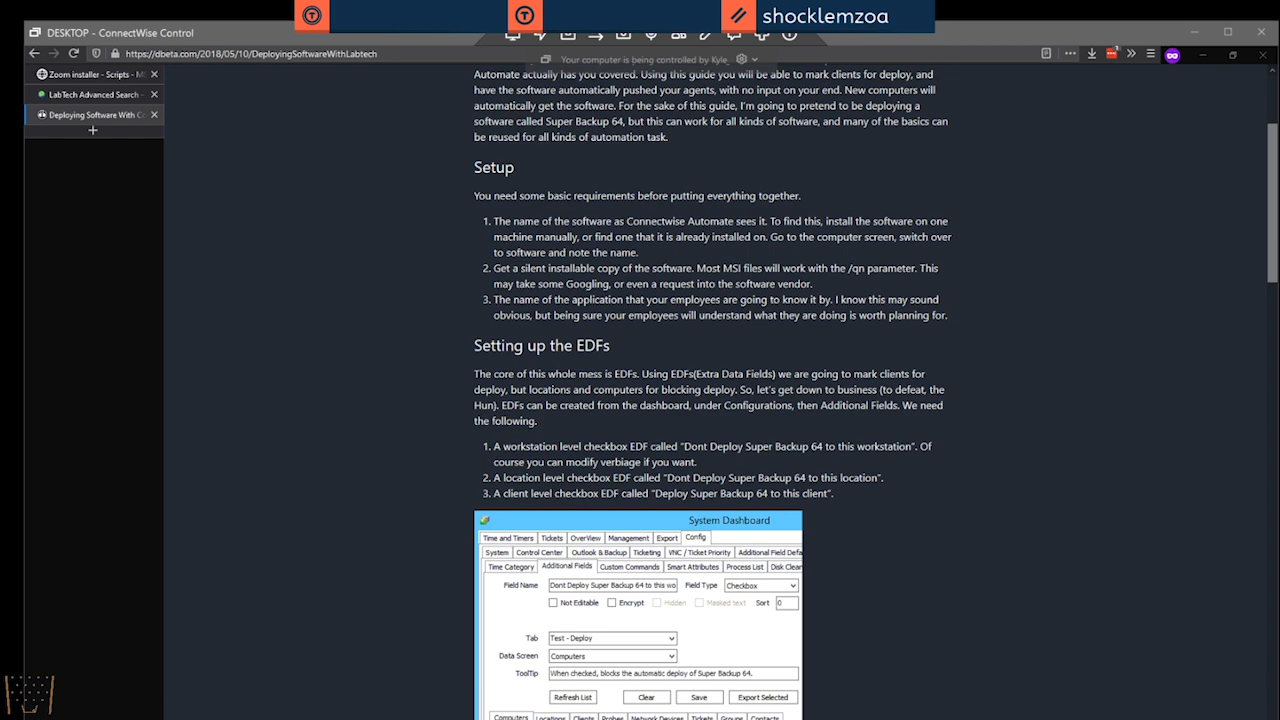 shocklemzoa
DESKTOP - ConnectWise Control
https://dbeta.com/2018/05/10/DeployingSoftwareWithLabtech
Your computer is being controlled by Kyle_
Zoom installer - Scripts - MS
LabTech Advanced Search -
Deploying Software With Co
Automate actually has you covered. Using this guide you will be able to mark clients for deploy, and
have the software automatically pushed your agents, with no input on your end. New computers will
automatically get the software. For the sake of this guide, I'm going to pretend to be deploying a
software called Super Backup 64, but this can work for all kinds of software, and many of the basics can
be reused for all kinds of automation task.
Setup
You need some basic requirements before putting everything together.
1. The name of the software as Connectwise Automate sees it. To find this, install the software on one
machine manually, or find one that it is already installed on. Go to the computer screen, switch over
to software and note the name.
2. Get a silent installable copy of the software. Most MSI files will work with the /qn parameter. This
may take some Googling, or even a request into the software vendor.
3. The name of the application that your employees are going to know it by. I know this may sound
obvious, but being sure your employees will understand what they are doing is worth planning for.
Setting up the EDFs
The core of this whole mess is EDFs. Using EDFs(Extra Data Fields) we are going to mark clients for
deploy, but locations and computers for blocking deploy. So, let's get down to business (to defeat, the
Hun). EDFs can be created from the dashboard, under Configurations, then Additional Fields. We need
the following.
1. A workstation level checkbox EDF called "Dont Deploy Super Backup 64 to this workstation". Of
course you can modify verbiage if you want.
2. A location level checkbox EDF called "Dont Deploy Super Backup 64 to this location".
3. A client level checkbox EDF called "Deploy Super Backup 64 to this client".
System Dashboard
Time and Timers Tickets OverView Management Export Config
System Control Center Outlook & Backup Ticketing VNC / Ticket Priority Additional Field Defa
Time Category Additional Fields Custom Commands Smart Attributes Process List Disk Clean
Field Name Dont Deploy Super Backup 64 to this wo Field Type Checkbox
Not Editable Encrypt Hidden Masked text Sort 0
Tab Test - Deploy
Data Screen Computers
ToolTip When checked, blocks the automatic deploy of Super Backup 64.
Refresh List Clear Save Export Selected
Computers Locations Clients Probes Network Devices Tickets Groups Contacts